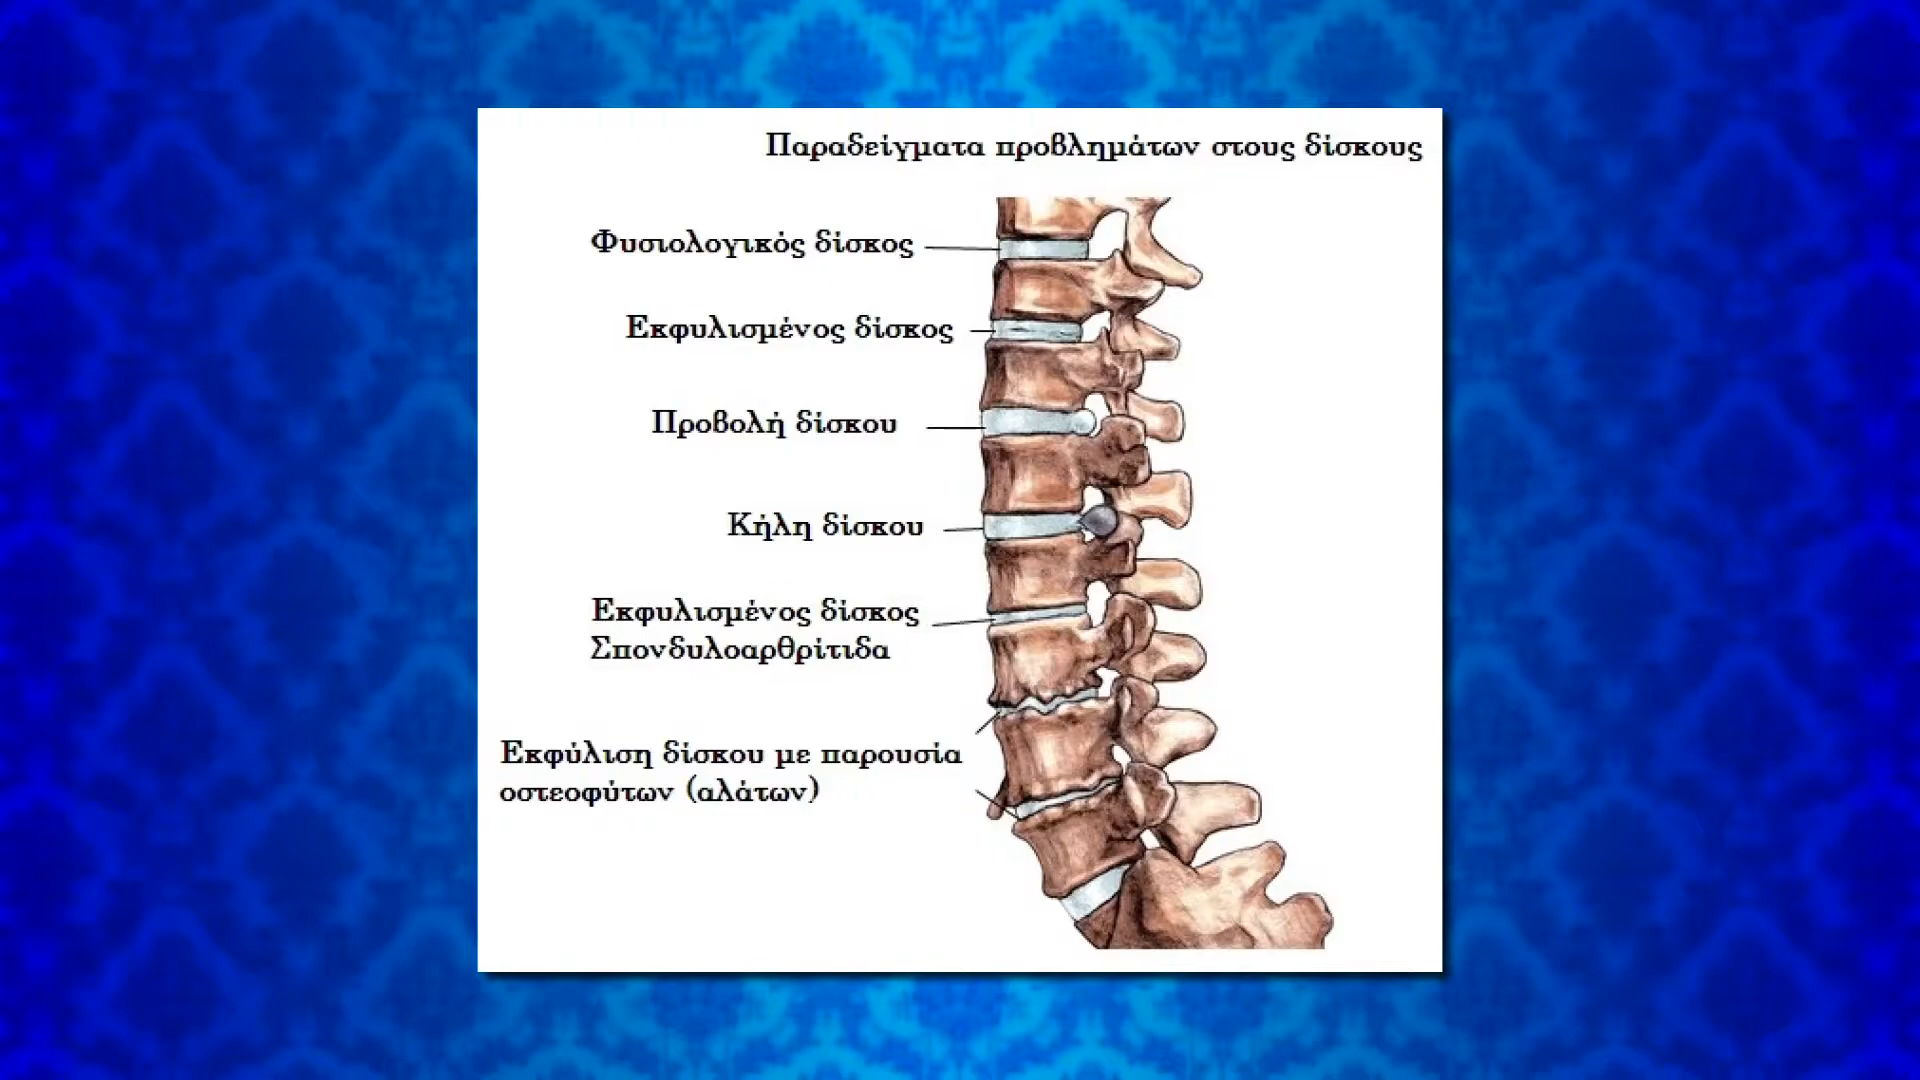 Παραδείγματα προβλημάτων στους δίσκους
Φυσιολογικός δίσκος
Εκφυλισμένος δίσκος
Προβολή δίσκου
Κήλη δίσκου
Εκφυλισμένος δίσκος
Σπονδυλοαρθρίτιδα
Εκφύλιση δίσκου με παρουσία
οστεοφύτων (αλάτων)